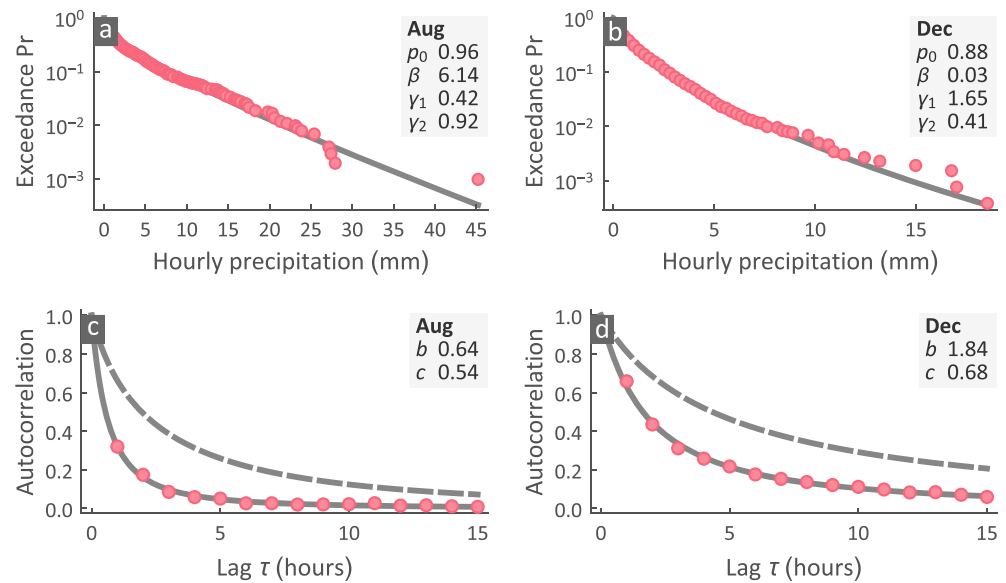 a
Aug
p0 0.96
β 6.14
γ1 0.42
γ2 0.92
Exceedance Pr
10^0
10^−1
10^−2
10^−3
0 5 10 15 20 25 30 35 40 45
Hourly precipitation (mm)
b
Dec
p0 0.88
β 0.03
γ1 1.65
γ2 0.41
Exceedance Pr
10^0
10^−1
10^−2
10^−3
0 5 10 15
Hourly precipitation (mm)
c
Aug
b 0.64
c 0.54
Autocorrelation
1.0
0.8
0.6
0.4
0.2
0.0
0 5 10 15
Lag τ (hours)
d
Dec
b 1.84
c 0.68
Autocorrelation
1.0
0.8
0.6
0.4
0.2
0.0
0 5 10 15
Lag τ (hours)